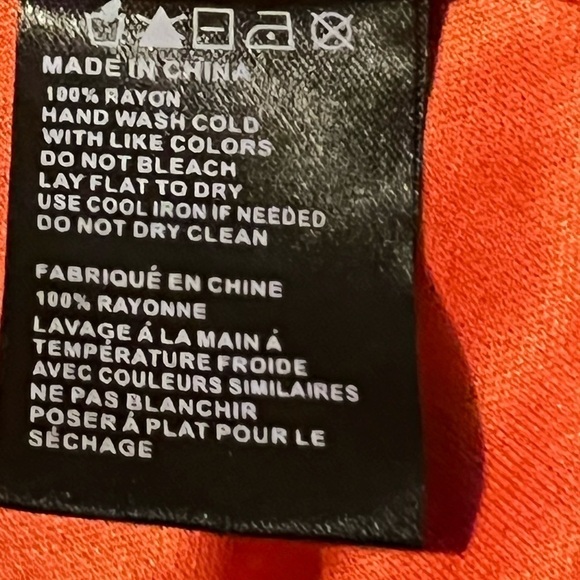 MADE IN CHINA
100% RAYON
HAND WASH COLD
WITH LIKE COLORS
DO NOT BLEACH
LAY FLAT TO DRY
USE COOL IRON IF NEEDED
DO NOT DRY CLEAN
FABRIQUÉ EN CHINE
100% RAYONNE
LAVAGE Á LA MAIN Á
TEMPÉRATURE FROIDE
AVEC COULEURS SIMILAIRES
NE PAS BLANCHIR
POSER Á PLAT POUR LE
SÉCHAGE